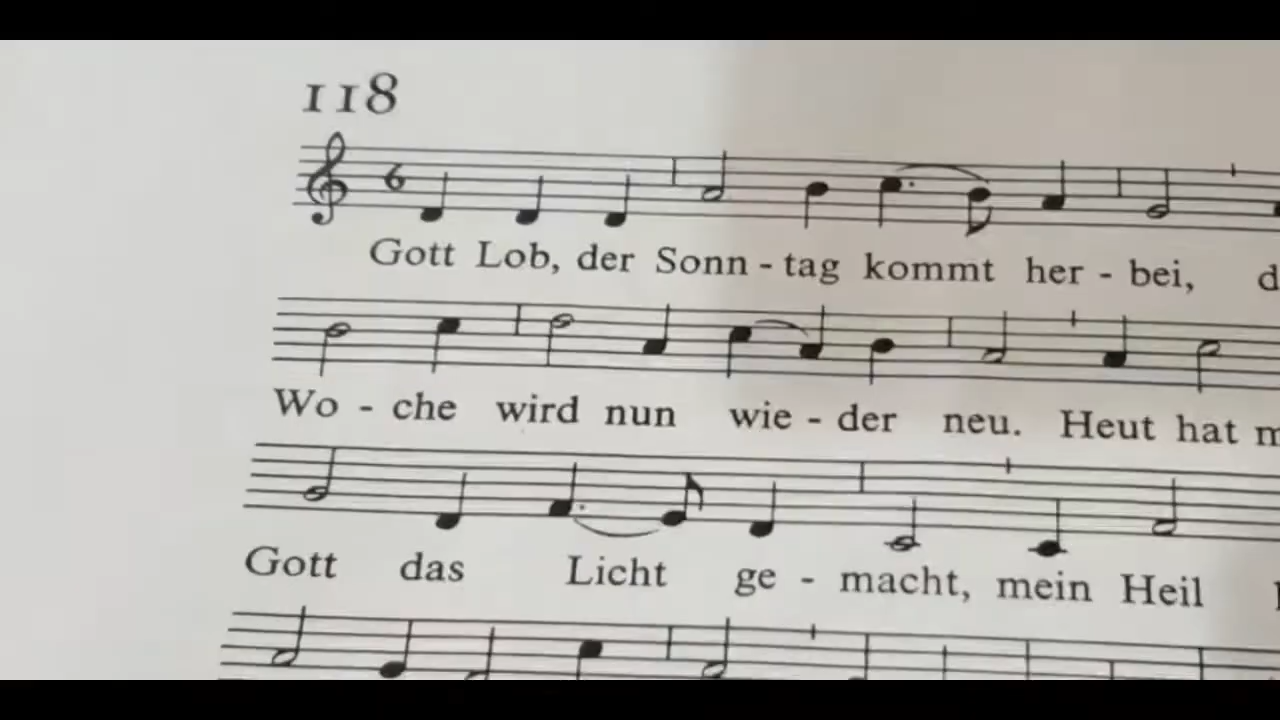 118
6
Gott Lob, der Sonn - tag kommt her - bei,
Wo - che wird nun wie - der neu. Heut hat
Gott das Licht ge - macht, mein Heil